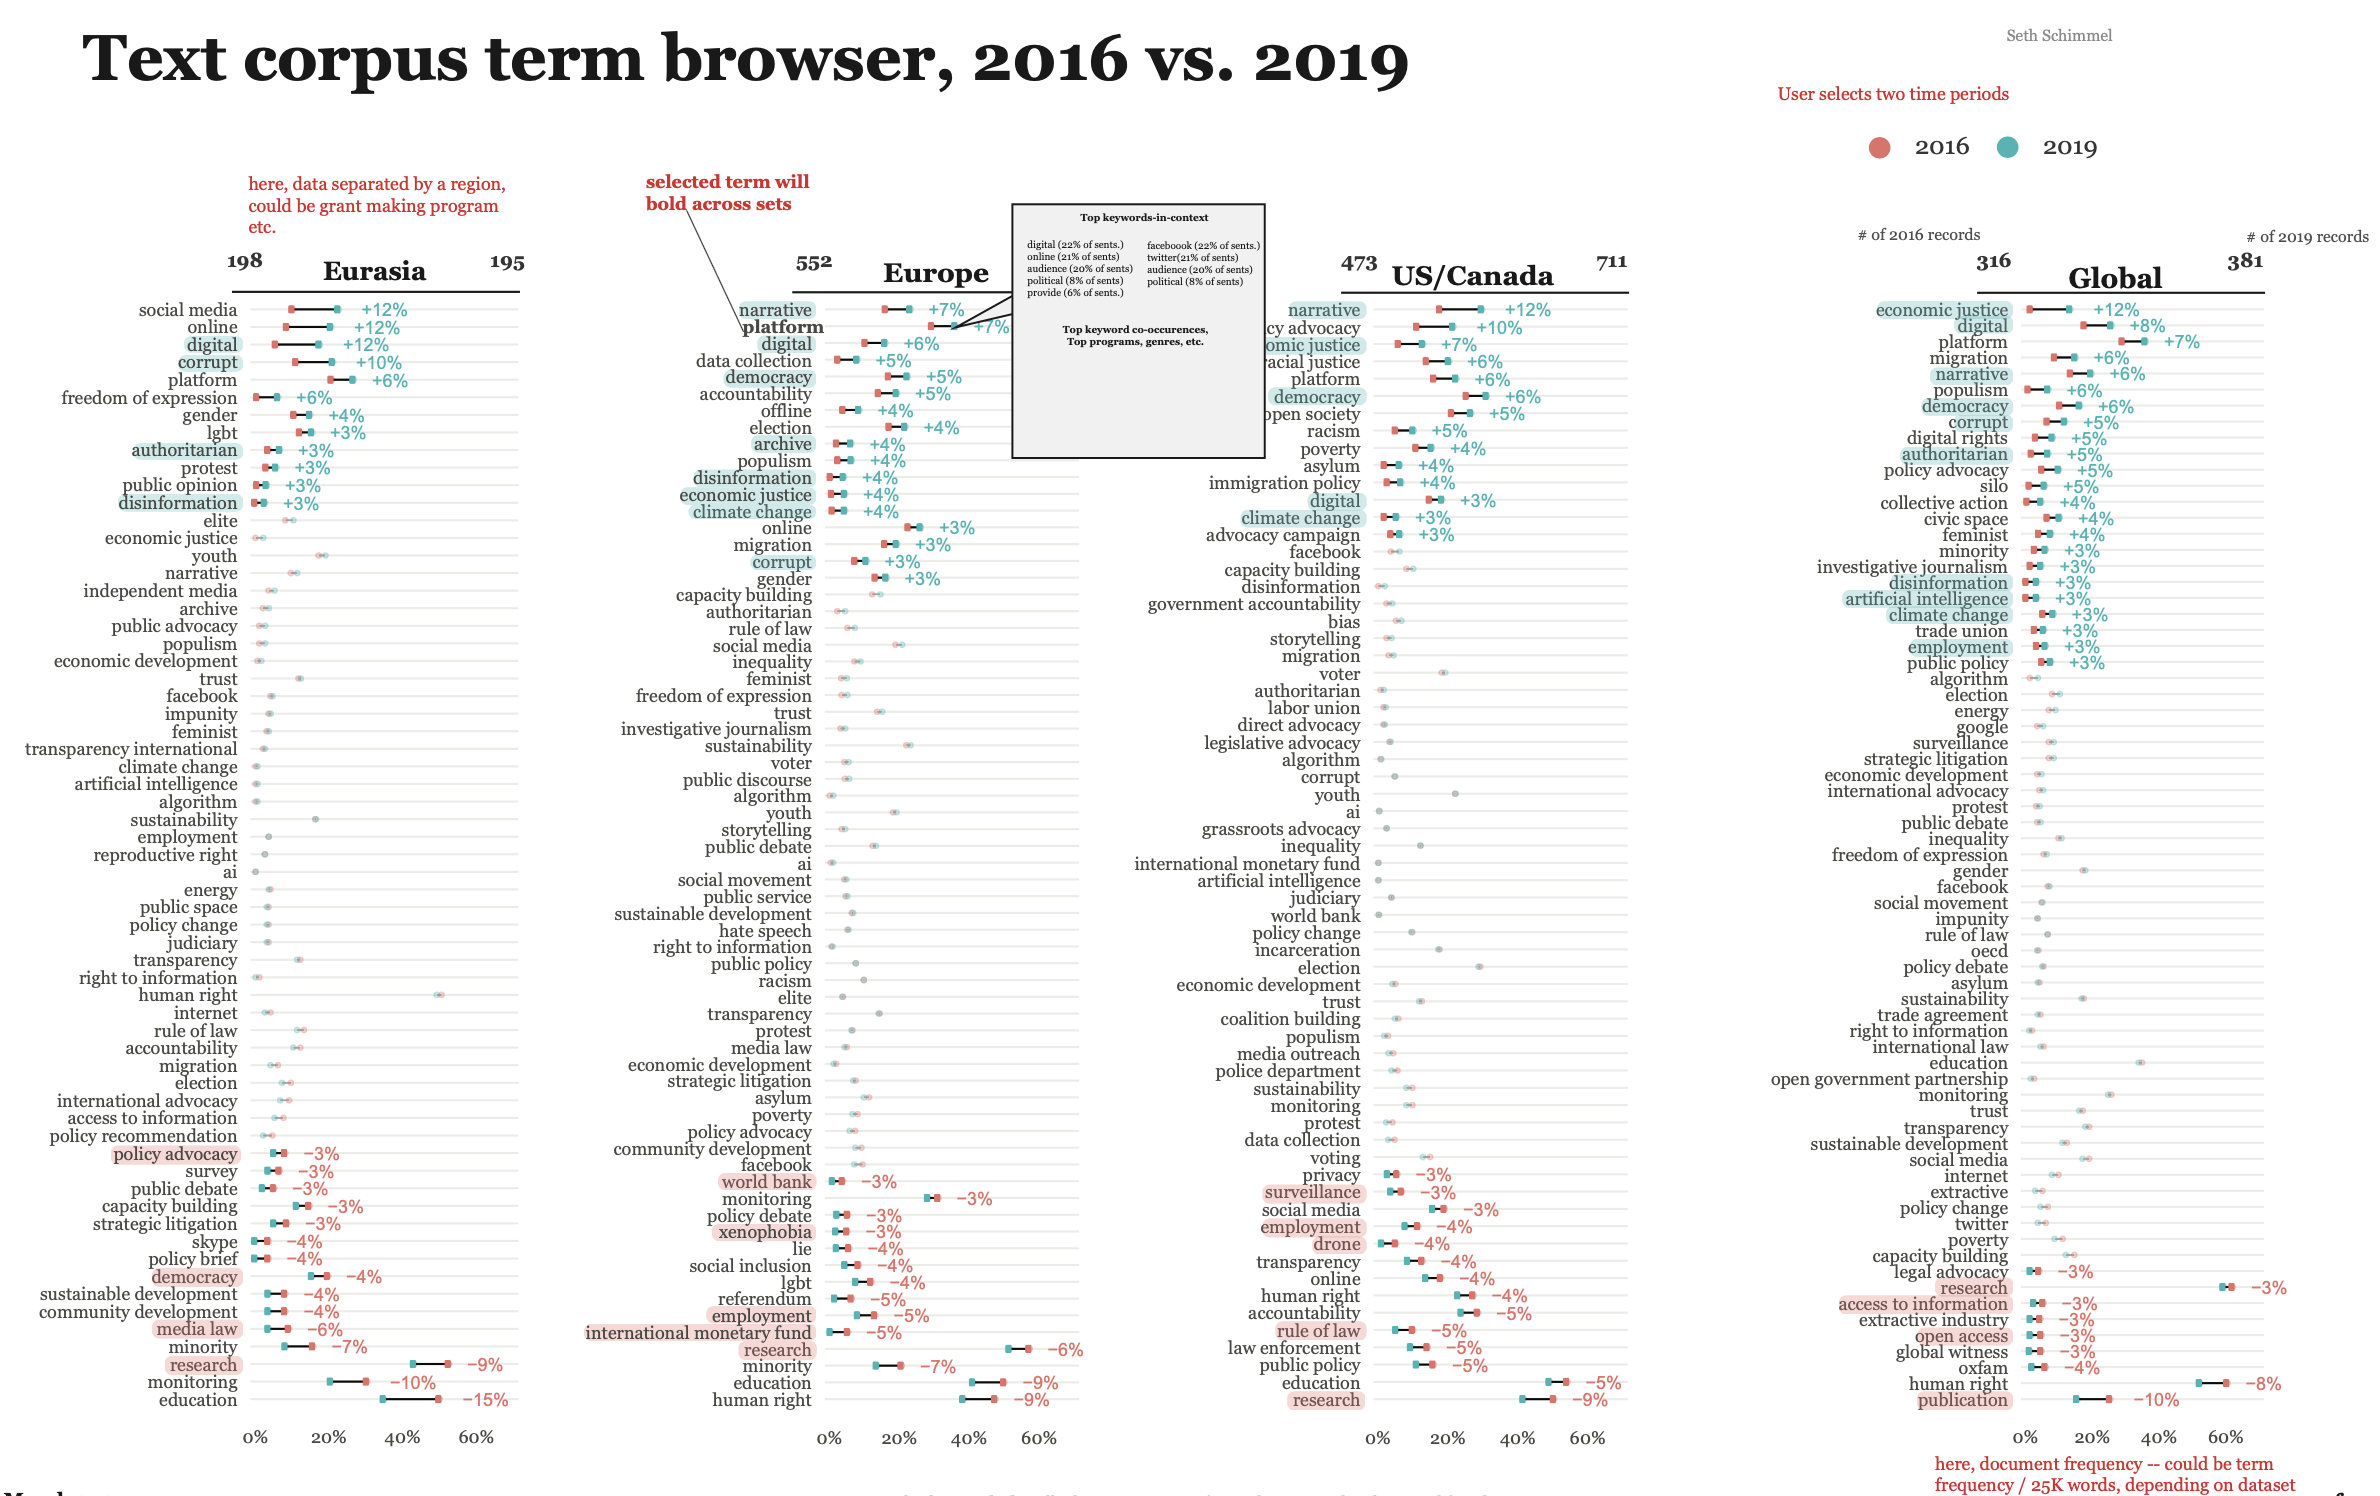 Text corpus term browser, 2016 vs. 2019
Seth Schimmel
User selects two time periods
2016
2019
here, data separated by a region,
could be grant making program
etc.
selected term will
bold across sets
# of 2016 records
# of 2019 records
198
Eurasia
195
social media +12%
online +12%
digital +12%
corrupt +10%
platform +6%
freedom of expression +6%
gender +4%
lgbt +3%
authoritarian +3%
protest +3%
public opinion +3%
disinformation +3%
elite
economic justice
youth
narrative
independent media
archive
public advocacy
populism
economic development
trust
facebook
impunity
feminist
transparency international
climate change
artificial intelligence
algorithm
sustainability
employment
reproductive right
ai
energy
public space
policy change
judiciary
transparency
right to information
human right
internet
rule of law
accountability
migration
election
international advocacy
access to information
policy recommendation
policy advocacy −3%
survey −3%
public debate −3%
capacity building −3%
strategic litigation −3%
skype −4%
policy brief −4%
democracy −4%
sustainable development −4%
community development −4%
media law −6%
minority −7%
research −9%
monitoring −10%
education −15%
0% 20% 40% 60%
552
Europe
narrative +7%
platform +7%
digital +6%
data collection +5%
democracy +5%
accountability +5%
offline +4%
election +4%
archive +4%
populism +4%
disinformation +4%
economic justice +4%
climate change +4%
online +3%
migration +3%
corrupt +3%
gender +3%
capacity building
authoritarian
rule of law
social media
inequality
feminist
freedom of expression
trust
investigative journalism
sustainability
voter
public discourse
algorithm
youth
storytelling
public debate
ai
social movement
public service
sustainable development
hate speech
right to information
public policy
racism
elite
transparency
protest
media law
economic development
strategic litigation
asylum
poverty
policy advocacy
community development
facebook
world bank −3%
monitoring −3%
policy debate −3%
xenophobia −3%
lie −4%
social inclusion −4%
lgbt −4%
referendum −5%
employment −5%
international monetary fund −5%
research −6%
minority −7%
education −9%
human right −9%
0% 20% 40% 60%
Top keywords-in-context
digital (22% of sents.)
online (21% of sents)
audience (20% of sents)
political (8% of sents)
provide (6% of sents.)
faceboook (22% of sents.)
twitter(21% of sents)
audience (20% of sents)
political (8% of sents)
Top keyword co-occurences,
Top programs, genres, etc.
473
US/Canada
711
narrative +12%
cy advocacy +10%
omic justice +7%
racial justice +6%
platform +6%
democracy +6%
open society +5%
racism +5%
poverty +4%
asylum +4%
immigration policy +4%
digital +3%
climate change +3%
advocacy campaign +3%
facebook
capacity building
disinformation
government accountability
bias
storytelling
migration
voter
authoritarian
labor union
direct advocacy
legislative advocacy
algorithm
corrupt
youth
ai
grassroots advocacy
inequality
international monetary fund
artificial intelligence
judiciary
world bank
policy change
incarceration
election
economic development
trust
coalition building
populism
media outreach
police department
sustainability
monitoring
protest
data collection
voting
privacy −3%
surveillance −3%
social media −3%
employment −4%
drone −4%
transparency −4%
online −4%
human right −4%
accountability −5%
rule of law −5%
law enforcement −5%
public policy −5%
education −5%
research −9%
0% 20% 40% 60%
316
Global
381
economic justice +12%
digital +8%
platform +7%
migration +6%
narrative +6%
populism +6%
democracy +6%
corrupt +5%
digital rights +5%
authoritarian +5%
policy advocacy +5%
silo +5%
collective action +4%
civic space +4%
feminist +4%
minority +3%
investigative journalism +3%
disinformation +3%
artificial intelligence +3%
climate change +3%
trade union +3%
employment +3%
public policy +3%
algorithm
election
energy
google
surveillance
strategic litigation
economic development
international advocacy
protest
public debate
inequality
freedom of expression
gender
facebook
social movement
impunity
rule of law
oecd
policy debate
asylum
sustainability
trade agreement
right to information
international law
education
open government partnership
monitoring
trust
transparency
sustainable development
social media
internet
extractive
policy change
twitter
poverty
capacity building
legal advocacy −3%
research −3%
access to information −3%
extractive industry −3%
open access −3%
global witness −3%
oxfam −4%
human right −8%
publication −10%
0% 20% 40% 60%
here, document frequency -- could be term
frequency / 25K words, depending on dataset